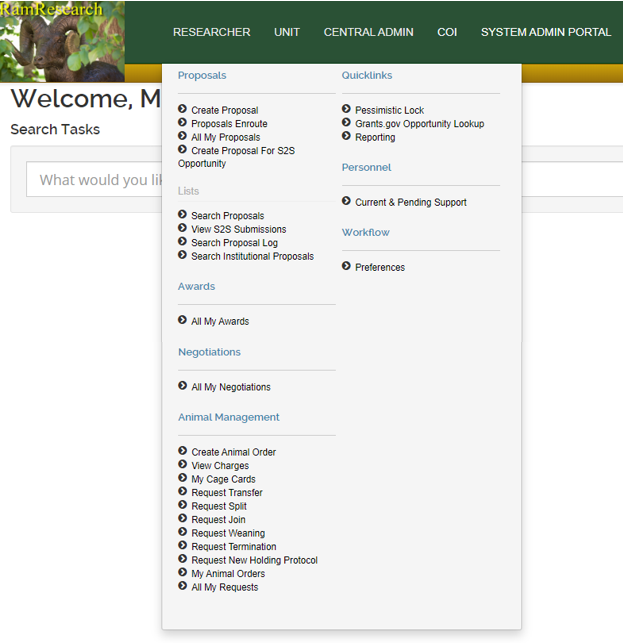 RamResearch
RESEARCHER UNIT CENTRAL ADMIN COI SYSTEM ADMIN PORTAL
Welcome, M
Search Tasks
What would you lik
Proposals
Create Proposal
Proposals Enroute
All My Proposals
Create Proposal For S2S
Opportunity
Lists
Search Proposals
View S2S Submissions
Search Proposal Log
Search Institutional Proposals
Awards
All My Awards
Negotiations
All My Negotiations
Animal Management
Create Animal Order
View Charges
My Cage Cards
Request Transfer
Request Split
Request Join
Request Weaning
Request Termination
Request New Holding Protocol
My Animal Orders
All My Requests
Quicklinks
Pessimistic Lock
Grants.gov Opportunity Lookup
Reporting
Personnel
Current & Pending Support
Workflow
Preferences